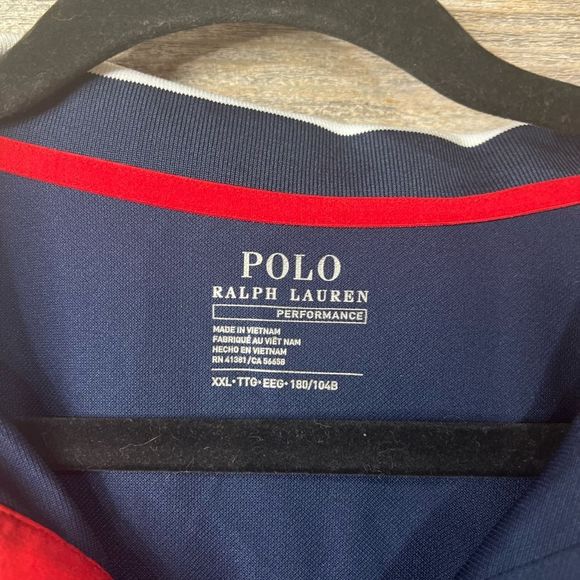 POLO
RALPH LAUREN
PERFORMANCE
MADE IN VIETNAM
FABRIQUÉ AU VIÊT NAM
HECHO EN VIETNAM
RN 41381/CA 56658
XXL•TTG•EEG•180/104B